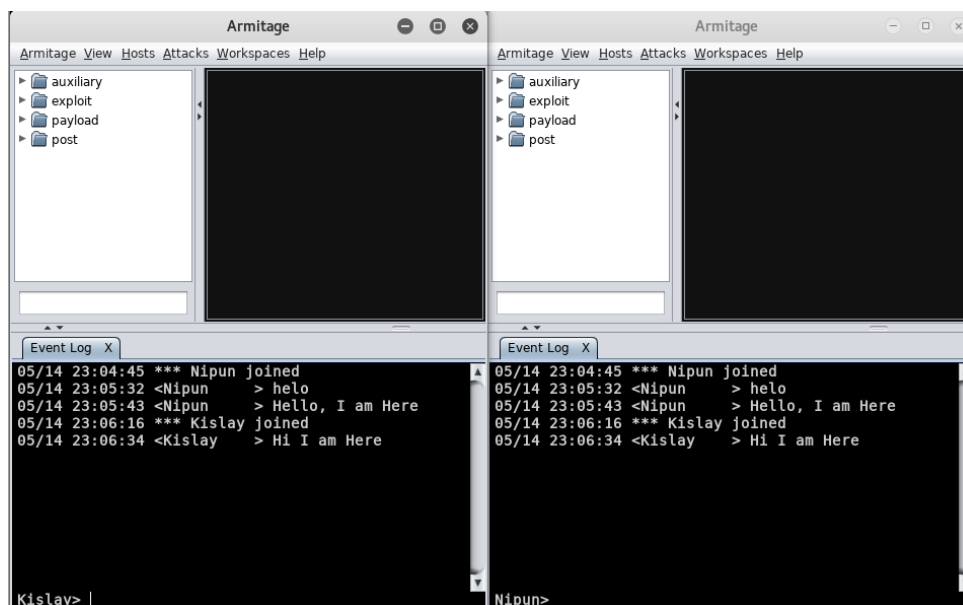 Armitage
Armitage View Hosts Attacks Workspaces Help
auxiliary
exploit
payload
post
Event Log X
05/14 23:04:45 *** Nipun joined
05/14 23:05:32 <Nipun > helo
05/14 23:05:43 <Nipun > Hello, I am Here
05/14 23:06:16 *** Kislay joined
05/14 23:06:34 <Kislay > Hi I am Here
Kislay>
Armitage
Armitage View Hosts Attacks Workspaces Help
auxiliary
exploit
payload
post
Event Log X
05/14 23:04:45 *** Nipun joined
05/14 23:05:32 <Nipun > helo
05/14 23:05:43 <Nipun > Hello, I am Here
05/14 23:06:16 *** Kislay joined
05/14 23:06:34 <Kislay > Hi I am Here
Nipun>